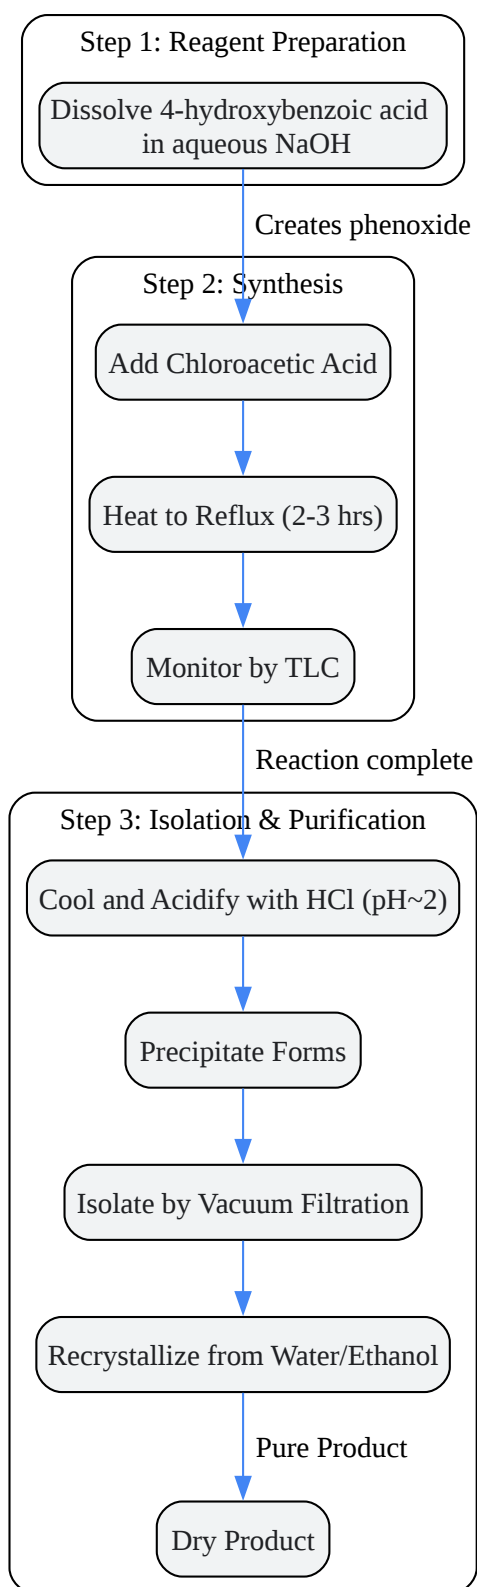 Step 1: Reagent Preparation
Dissolve 4-hydroxybenzoic acid
in aqueous NaOH
Creates phenoxide
Step 2: Synthesis
Add Chloroacetic Acid
Heat to Reflux (2-3 hrs)
Monitor by TLC
Reaction complete
Step 3: Isolation & Purification
Cool and Acidify with HCl (pH~2)
Precipitate Forms
Isolate by Vacuum Filtration
Recrystallize from Water/Ethanol
Pure Product
Dry Product